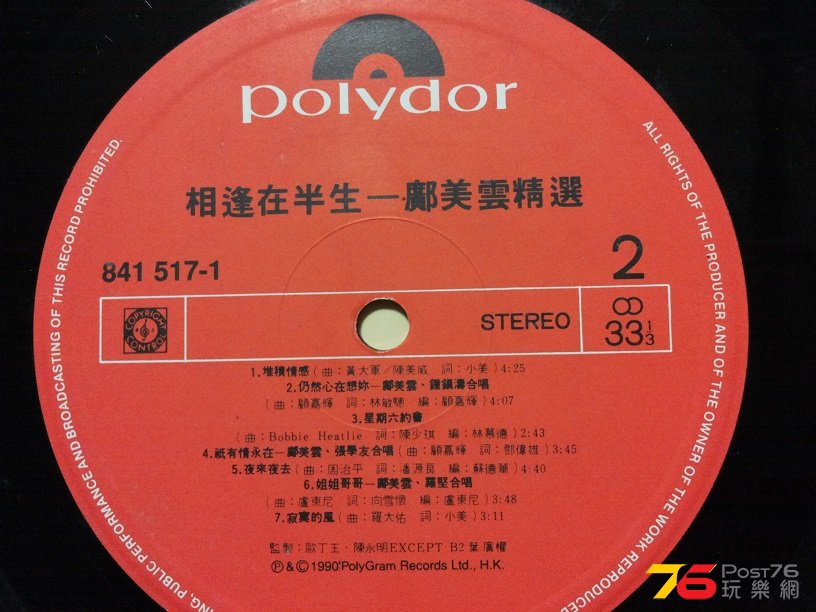 polydor
相逢在半生—鄺美雲精選
841 517-1
2
COPYRIGHT CONTROL
STEREO
33 1/3
1.堆積情感(曲:黃大軍/陳美威 詞:小美)4:25
2.仍然心在想妳—鄺美雲、鍾鎮濤合唱
(曲:顧嘉輝 詞:林敏驄 編:顧嘉輝)4:07
3.星期六約會
(曲:Bobbie Heatlie 詞:陳少琪 編:林慕德)2:43
4.祇有情永在—鄺美雲、張學友合唱(曲:顧嘉輝 詞:鄧偉雄)3:45
5.夜來夜去(曲:周治平 詞:潘源良 編:蘇德華)4:40
6.姐姐哥哥—鄺美雲、羅堅合唱
(曲:盧東尼 詞:向雪懷 編:盧東尼)3:48
7.寂寞的風(曲:羅大佑 詞:小美)3:11
監製:歐丁玉、陳永明EXCEPT B2 葉廣權
Ⓟ & © 1990'PolyGram Records Ltd., H.K.
ALL RIGHTS OF THE PRODUCER AND OF THE OWNER OF THE WORK REPRODUCED
PUBLIC PERFORMANCE AND BROADCASTING OF THIS RECORD PROHIBITED.
76 POST76
玩樂網